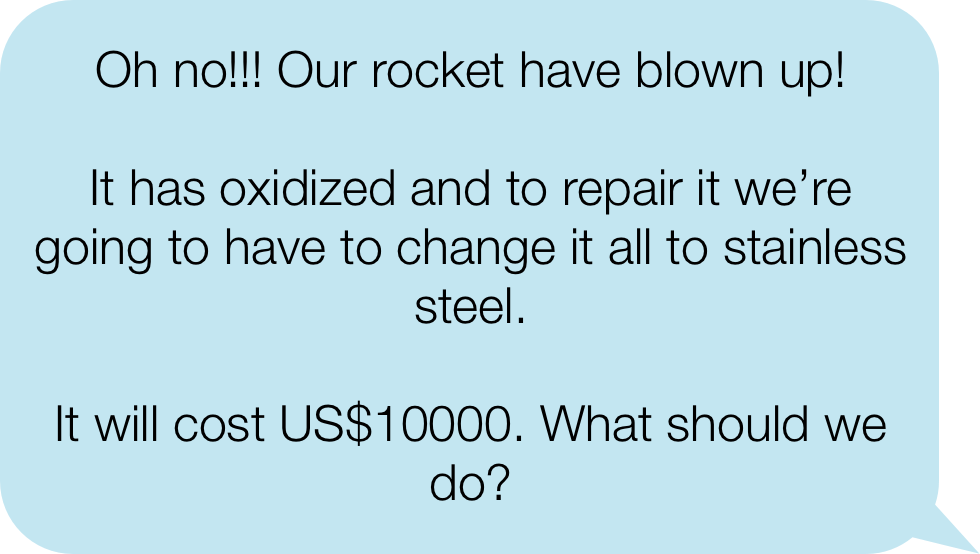 Oh no!!! Our rocket have blown up!
It has oxidized and to repair it we’re
going to have to change it all to stainless
steel.
It will cost US$10000. What should we
do?